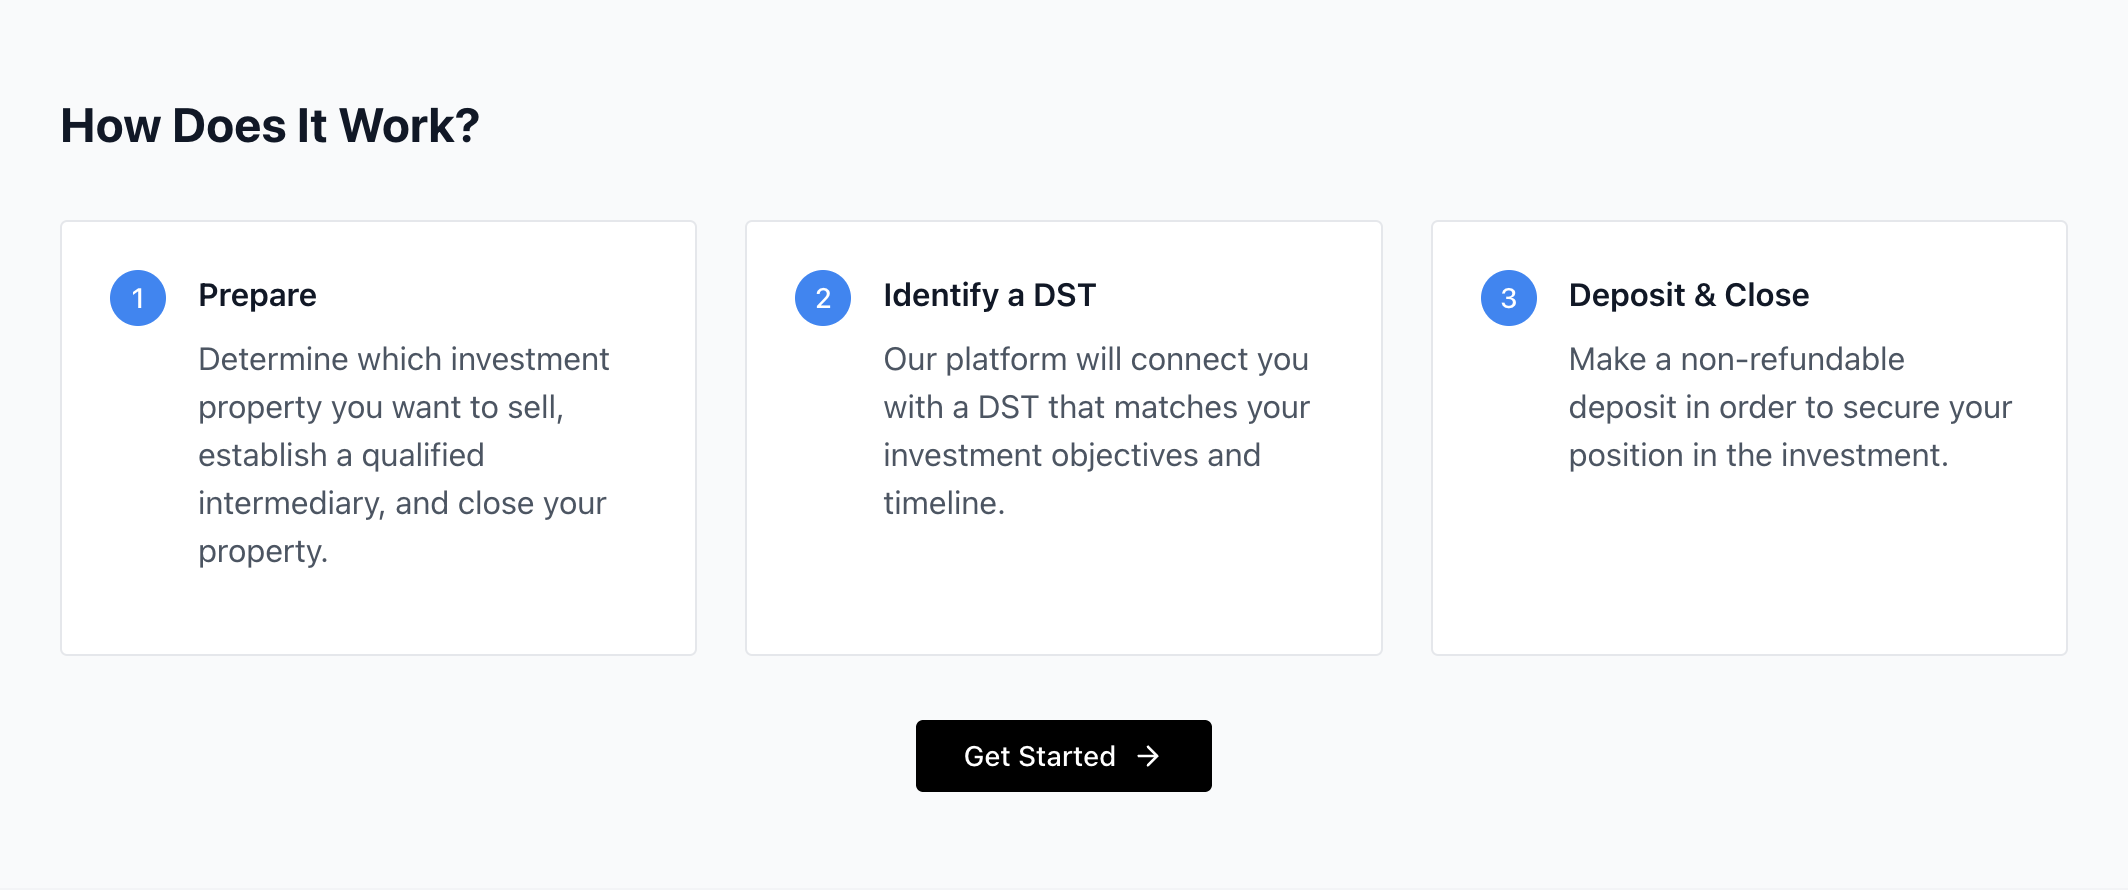 How Does It Work?
1
Prepare
Determine which investment
property you want to sell,
establish a qualified
intermediary, and close your
property.
2
Identify a DST
Our platform will connect you
with a DST that matches your
investment objectives and
timeline.
3
Deposit & Close
Make a non-refundable
deposit in order to secure your
position in the investment.
Get Started →